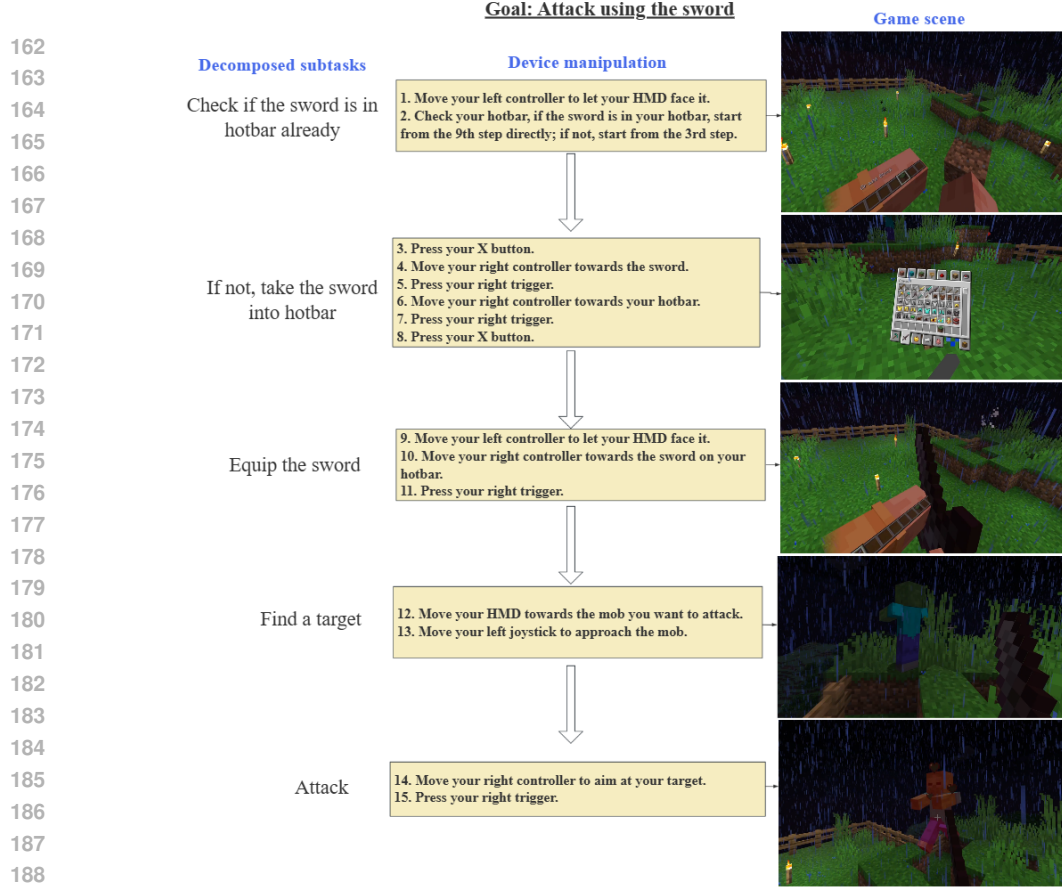 Goal: Attack using the sword
Decomposed subtasks
Device manipulation
Game scene
162
163
164
165
166
167
168
169
170
171
172
173
174
175
176
177
178
179
180
181
182
183
184
185
186
187
188
Check if the sword is in
hotbar already
1. Move your left controller to let your HMD face it.
2. Check your hotbar, if the sword is in your hotbar, start
from the 9th step directly; if not, start from the 3rd step.
If not, take the sword
into hotbar
3. Press your X button.
4. Move your right controller towards the sword.
5. Press your right trigger.
6. Move your right controller towards your hotbar.
7. Press your right trigger.
8. Press your X button.
Equip the sword
9. Move your left controller to let your HMD face it.
10. Move your right controller towards the sword on your
hotbar.
11. Press your right trigger.
Find a target
12. Move your HMD towards the mob you want to attack.
13. Move your left joystick to approach the mob.
Attack
14. Move your right controller to aim at your target.
15. Press your right trigger.